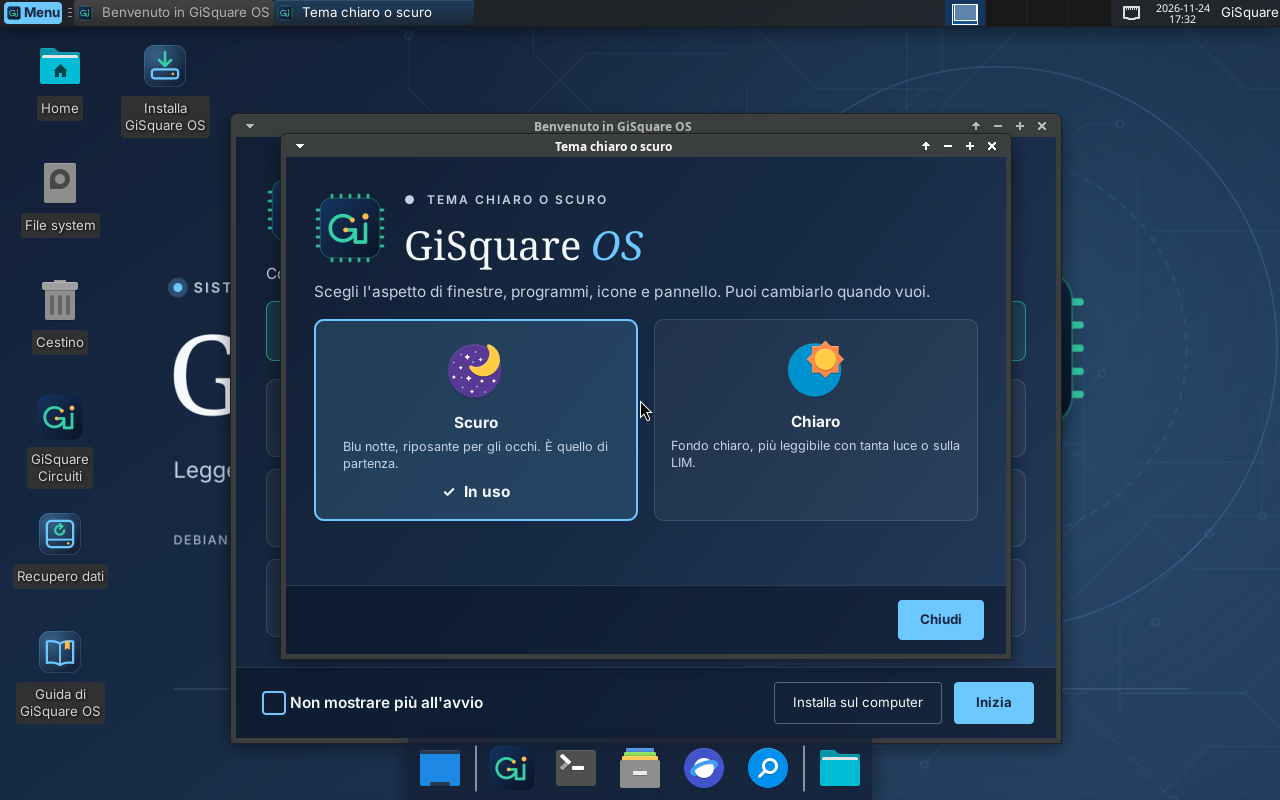 Menu
Benvenuto in GiSquare OS
Tema chiaro o scuro
2026-11-24
17:32
GiSquare
Home
Installa
GiSquare OS
File system
Cestino
GiSquare
Circuiti
Recupero dati
Guida di
GiSquare OS
SIST
G
Legge
DEBIAN
Benvenuto in GiSquare OS
Tema chiaro o scuro
TEMA CHIARO O SCURO
GiSquare OS
Scegli l'aspetto di finestre, programmi, icone e pannello. Puoi cambiarlo quando vuoi.
Scuro
Blu notte, riposante per gli occhi. È quello di
partenza.
✓ In uso
Chiaro
Fondo chiaro, più leggibile con tanta luce o sulla
LIM.
Chiudi
Non mostrare più all'avvio
Installa sul computer
Inizia